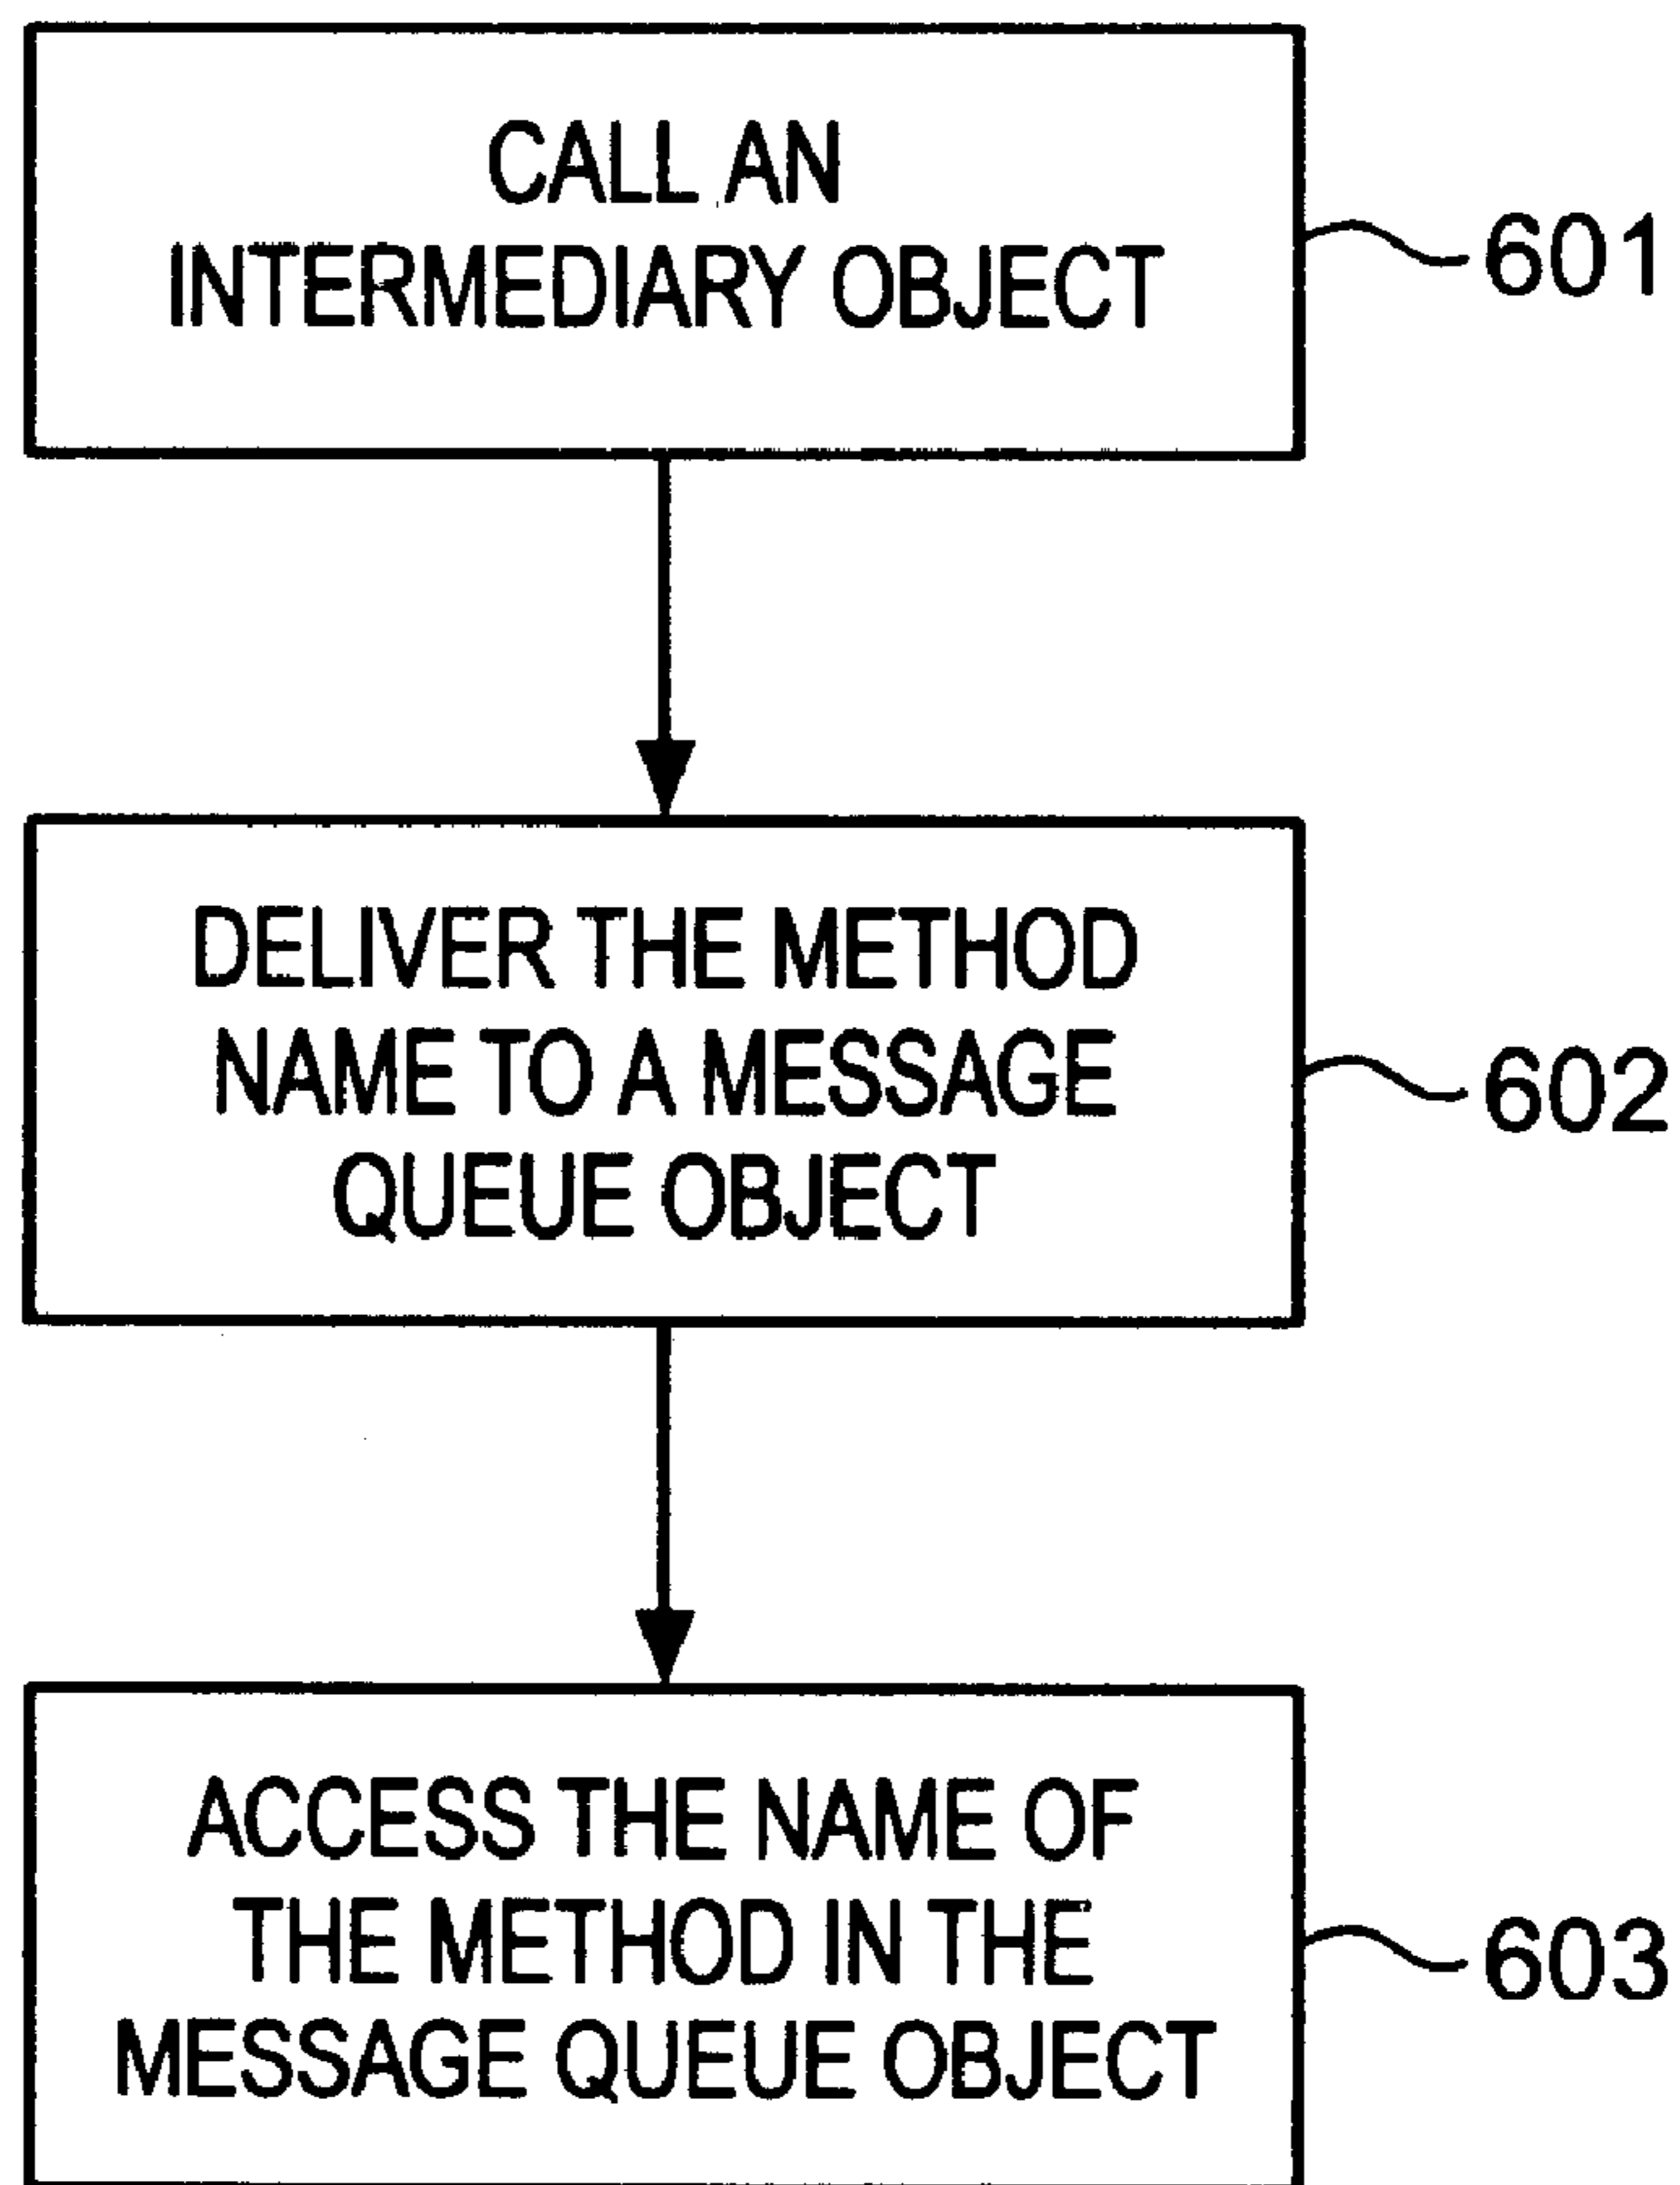 CALL AN
INTERMEDIARY OBJECT
601
DELIVER THE METHOD
NAME TO A MESSAGE
QUEUE OBJECT
602
ACCESS THE NAME OF
THE METHOD IN THE
MESSAGE QUEUE OBJECT
603